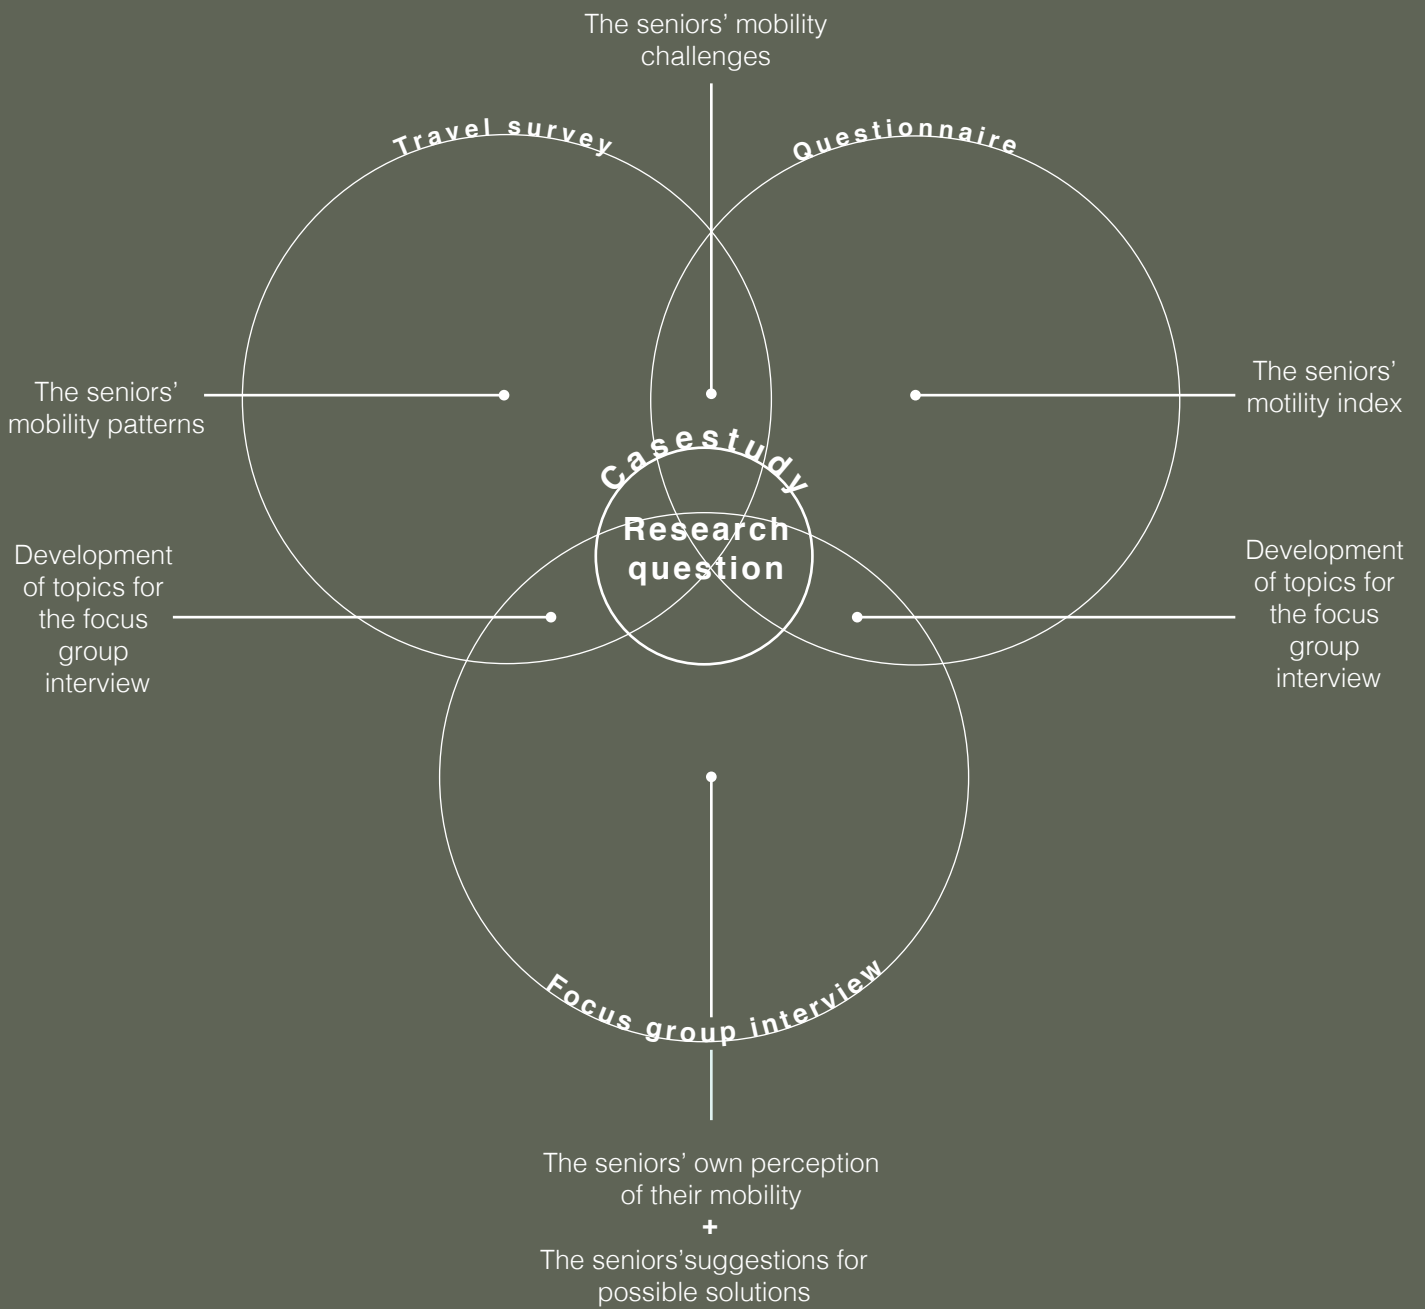 The seniors' mobility
challenges
Travel survey
Questionnaire
The seniors'
mobility patterns
The seniors'
motility index
Casestudy
Research
question
Development
of topics for
the focus
group
interview
Development
of topics for
the focus
group
interview
Focus group interview
The seniors' own perception
of their mobility
+
The seniors'suggestions for
possible solutions